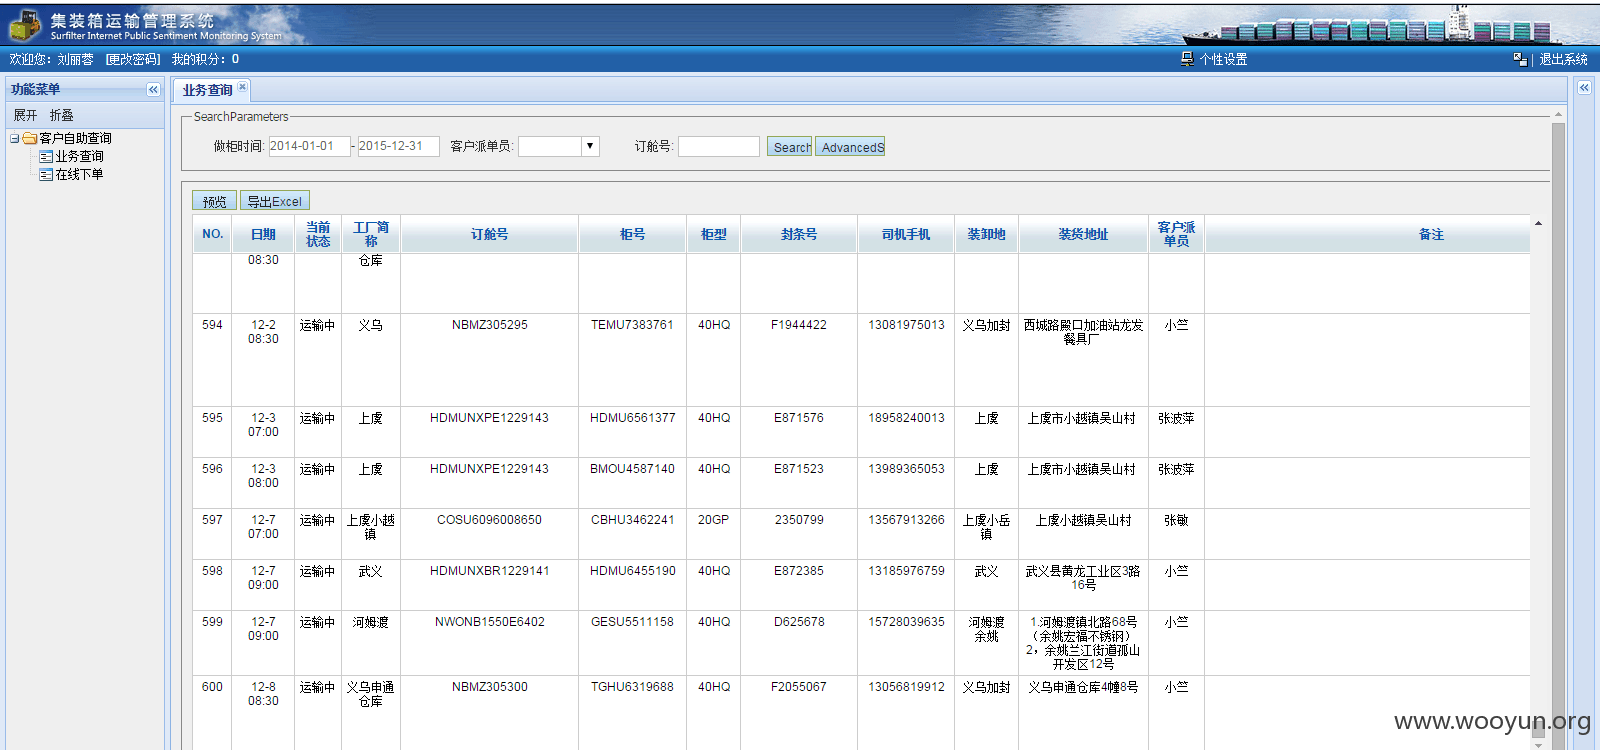 集装箱运输管理系统
Surfilter Internet Public Sentiment Monitoring System
欢迎您：刘丽蓉 [更改密码] 我的积分：0 个性设置 退出系统
功能菜单
展开 折叠
客户自助查询
业务查询
在线下单
业务查询
SearchParameters
做柜时间: 2014-01-01 - 2015-12-31 客户派单员: 订舱号: Search AdvancedS
预览 导出Excel
NO. 日期 当前状态 工厂简称 订舱号 柜号 柜型 封条号 司机手机 装卸地 装货地址 客户派单员 备注
08:30 仓库
594 12-2 08:30 运输中 义乌 NBMZ305295 TEMU7383761 40HQ F1944422 13081975013 义乌加封 西城路殿口加油站龙发餐具厂 小竺
595 12-3 07:00 运输中 上虞 HDMUNXPE1229143 HDMU6561377 40HQ E871576 18958240013 上虞 上虞市小越镇吴山村 张波萍
596 12-3 08:00 运输中 上虞 HDMUNXPE1229143 BMOU4587140 40HQ E871523 13989365053 上虞 上虞市小越镇吴山村 张波萍
597 12-7 07:00 运输中 上虞小越镇 COSU6096008650 CBHU3462241 20GP 2350799 13567913266 上虞小岳镇 上虞小越镇吴山村 张敏
598 12-7 09:00 运输中 武义 HDMUNXBR1229141 HDMU6455190 40HQ E872385 13185976759 武义 武义县黄龙工业区3路16号 小竺
599 12-7 09:00 运输中 河姆渡 NWONB1550E6402 GESU5511158 40HQ D625678 15728039635 河姆渡 余姚 1.河姆渡镇北路68号（余姚宏福不锈钢）2，余姚兰江街道孤山开发区12号 小竺
600 12-8 08:30 运输中 义乌申通仓库 NBMZ305300 TGHU6319688 40HQ F2055067 13056819912 义乌加封 义乌申通仓库4幢8号 小竺
www.wooyun.org